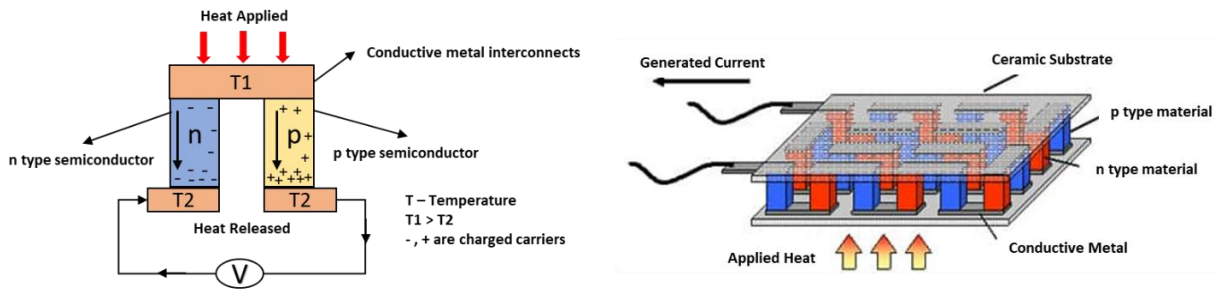 Heat Applied
T1
Conductive metal interconnects
n
p
n type semiconductor
p type semiconductor
T2
T2
Heat Released
T – Temperature
T1 > T2
- , + are charged carriers
V
Generated Current
Ceramic Substrate
p type material
n type material
Conductive Metal
Applied Heat